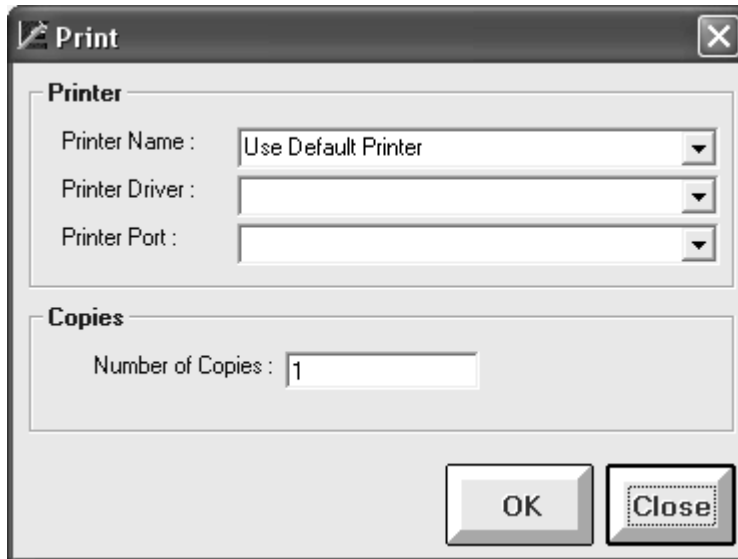 Print
Printer
Printer Name : Use Default Printer
Printer Driver :
Printer Port :
Copies
Number of Copies : 1
OK Close